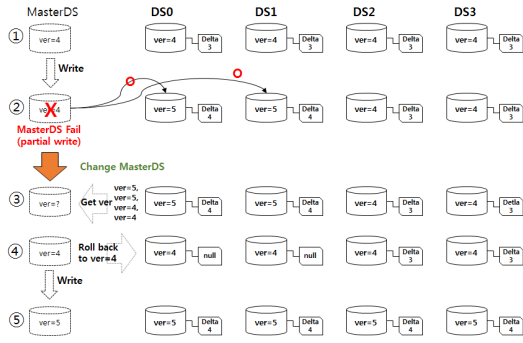 MasterDS DS0 DS1 DS2 DS3
① ver=4 ver=4 Delta 3 ver=4 Delta 3 ver=4 Delta 3 ver=4 Delta 3
Write
② ver=4 X O O ver=5 Delta 4 ver=5 Delta 4 ver=4 Delta 3 ver=4 Delta 3
MasterDS Fail
(partial write)
Change MasterDS
③ ver=? Get ver ver=5, ver=5, ver=4, ver=4 ver=5 Delta 4 ver=5 Delta 4 ver=4 Delta 3 ver=4 Delta 3
④ ver=4 Roll back to ver=4 ver=4 null ver=4 null ver=4 Delta 3 ver=4 Delta 3
Write
⑤ ver=5 ver=5 Delta 4 ver=5 Delta 4 ver=5 Delta 4 ver=5 Delta 4